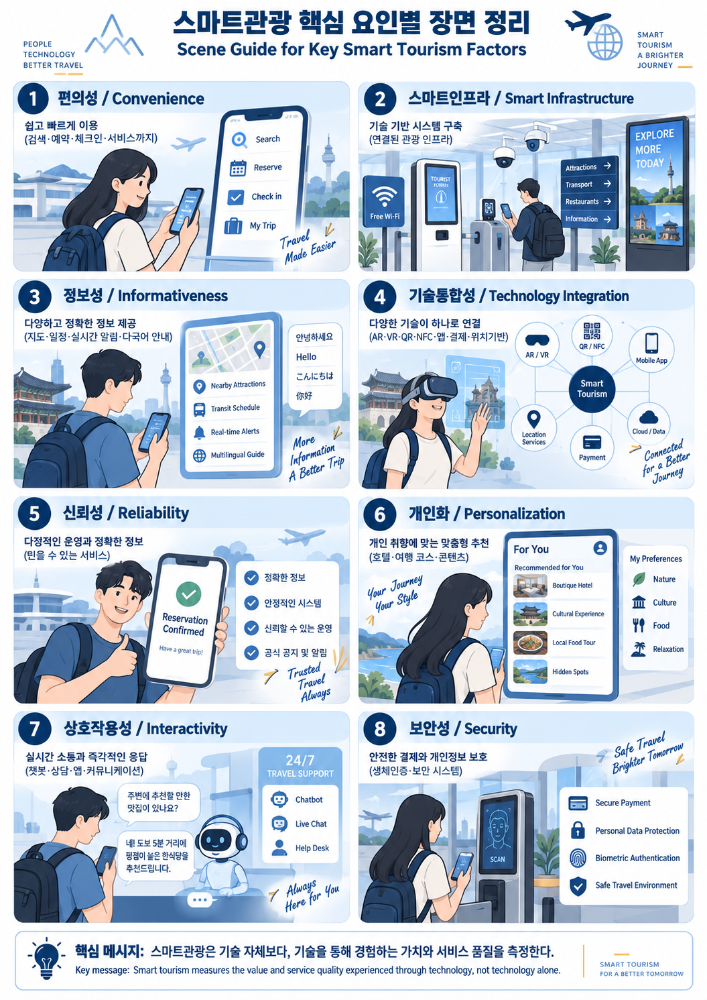 스마트관광 핵심 요인별 장면 정리
Scene Guide for Key Smart Tourism Factors
PEOPLE
TECHNOLOGY
BETTER TRAVEL
SMART
TOURISM
A BRIGHTER
JOURNEY
1 편의성 / Convenience
쉽고 빠르게 이용
(검색·예약·체크인·서비스까지)
Search
Reserve
Check in
My Trip
Travel
Made Easier
2 스마트인프라 / Smart Infrastructure
기술 기반 시스템 구축
(연결된 관광 인프라)
Free Wi-Fi
TOURIST
Attractions
Transport
Restaurants
Information
EXPLORE
MORE
TODAY
3 정보성 / Informativeness
다양하고 정확한 정보 제공
(지도·일정·실시간 알림·다국어 안내)
Nearby Attractions
Transit Schedule
Real-time Alerts
Multilingual Guide
안녕하세요
Hello
こんにちは
你好
More
Information
A Better Trip
4 기술통합성 / Technology Integration
다양한 기술이 하나로 연결
(AR·VR·QR·NFC·앱·결제·위치기반)
AR / VR
QR / NFC
Mobile App
Smart
Tourism
Location
Services
Payment
Cloud / Data
Connected
for a Better
Journey
5 신뢰성 / Reliability
다정적인 운영과 정확한 정보
(믿을 수 있는 서비스)
Reservation
Confirmed
Have a great trip!
정확한 정보
안정적인 시스템
신뢰할 수 있는 운영
공식 공지 및 알림
Trusted
Travel
Always
6 개인화 / Personalization
개인 취향에 맞는 맞춤형 추천
(호텔·여행 코스·콘텐츠)
Your Journey
Your Style
For You
Recommended for You
Boutique Hotel
Cultural Experience
Local Food Tour
Hidden Spots
My Preferences
Nature
Culture
Food
Relaxation
7 상호작용성 / Interactivity
실시간 소통과 즉각적인 응답
(챗봇·상담·앱·커뮤니케이션)
주변에 추천할 만한
맛집이 있나요?
네! 도보 5분 거리에
평점이 높은 한식당을
추천드립니다.
24/7
TRAVEL SUPPORT
Chatbot
Live Chat
Help Desk
Always
Here for You
8 보안성 / Security
안전한 결제와 개인정보 보호
(생체인증·보안 시스템)
Safe Travel
Brighter Tomorrow
SCAN
Secure Payment
Personal Data Protection
Biometric Authentication
Safe Travel Environment
핵심 메시지: 스마트관광은 기술 자체보다, 기술을 통해 경험하는 가치와 서비스 품질을 측정한다.
Key message: Smart tourism measures the value and service quality experienced through technology, not technology alone.
SMART TOURISM
FOR A BETTER TOMORROW